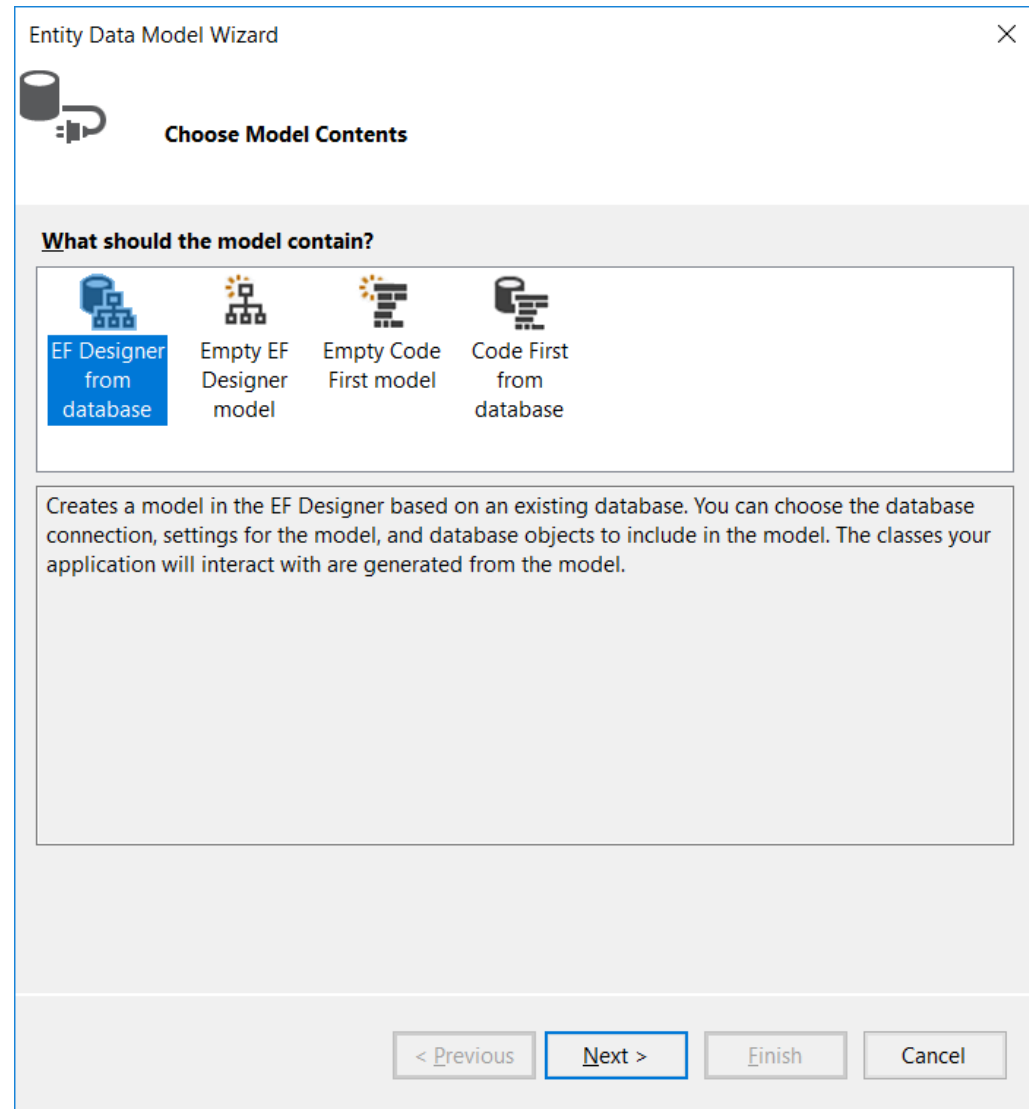 Entity Data Model Wizard
Choose Model Contents
What should the model contain?
EF Designer
from
database
Empty EF
Designer
model
Empty Code
First model
Code First
from
database
Creates a model in the EF Designer based on an existing database. You can choose the database
connection, settings for the model, and database objects to include in the model. The classes your
application will interact with are generated from the model.
< Previous
Next >
Finish
Cancel